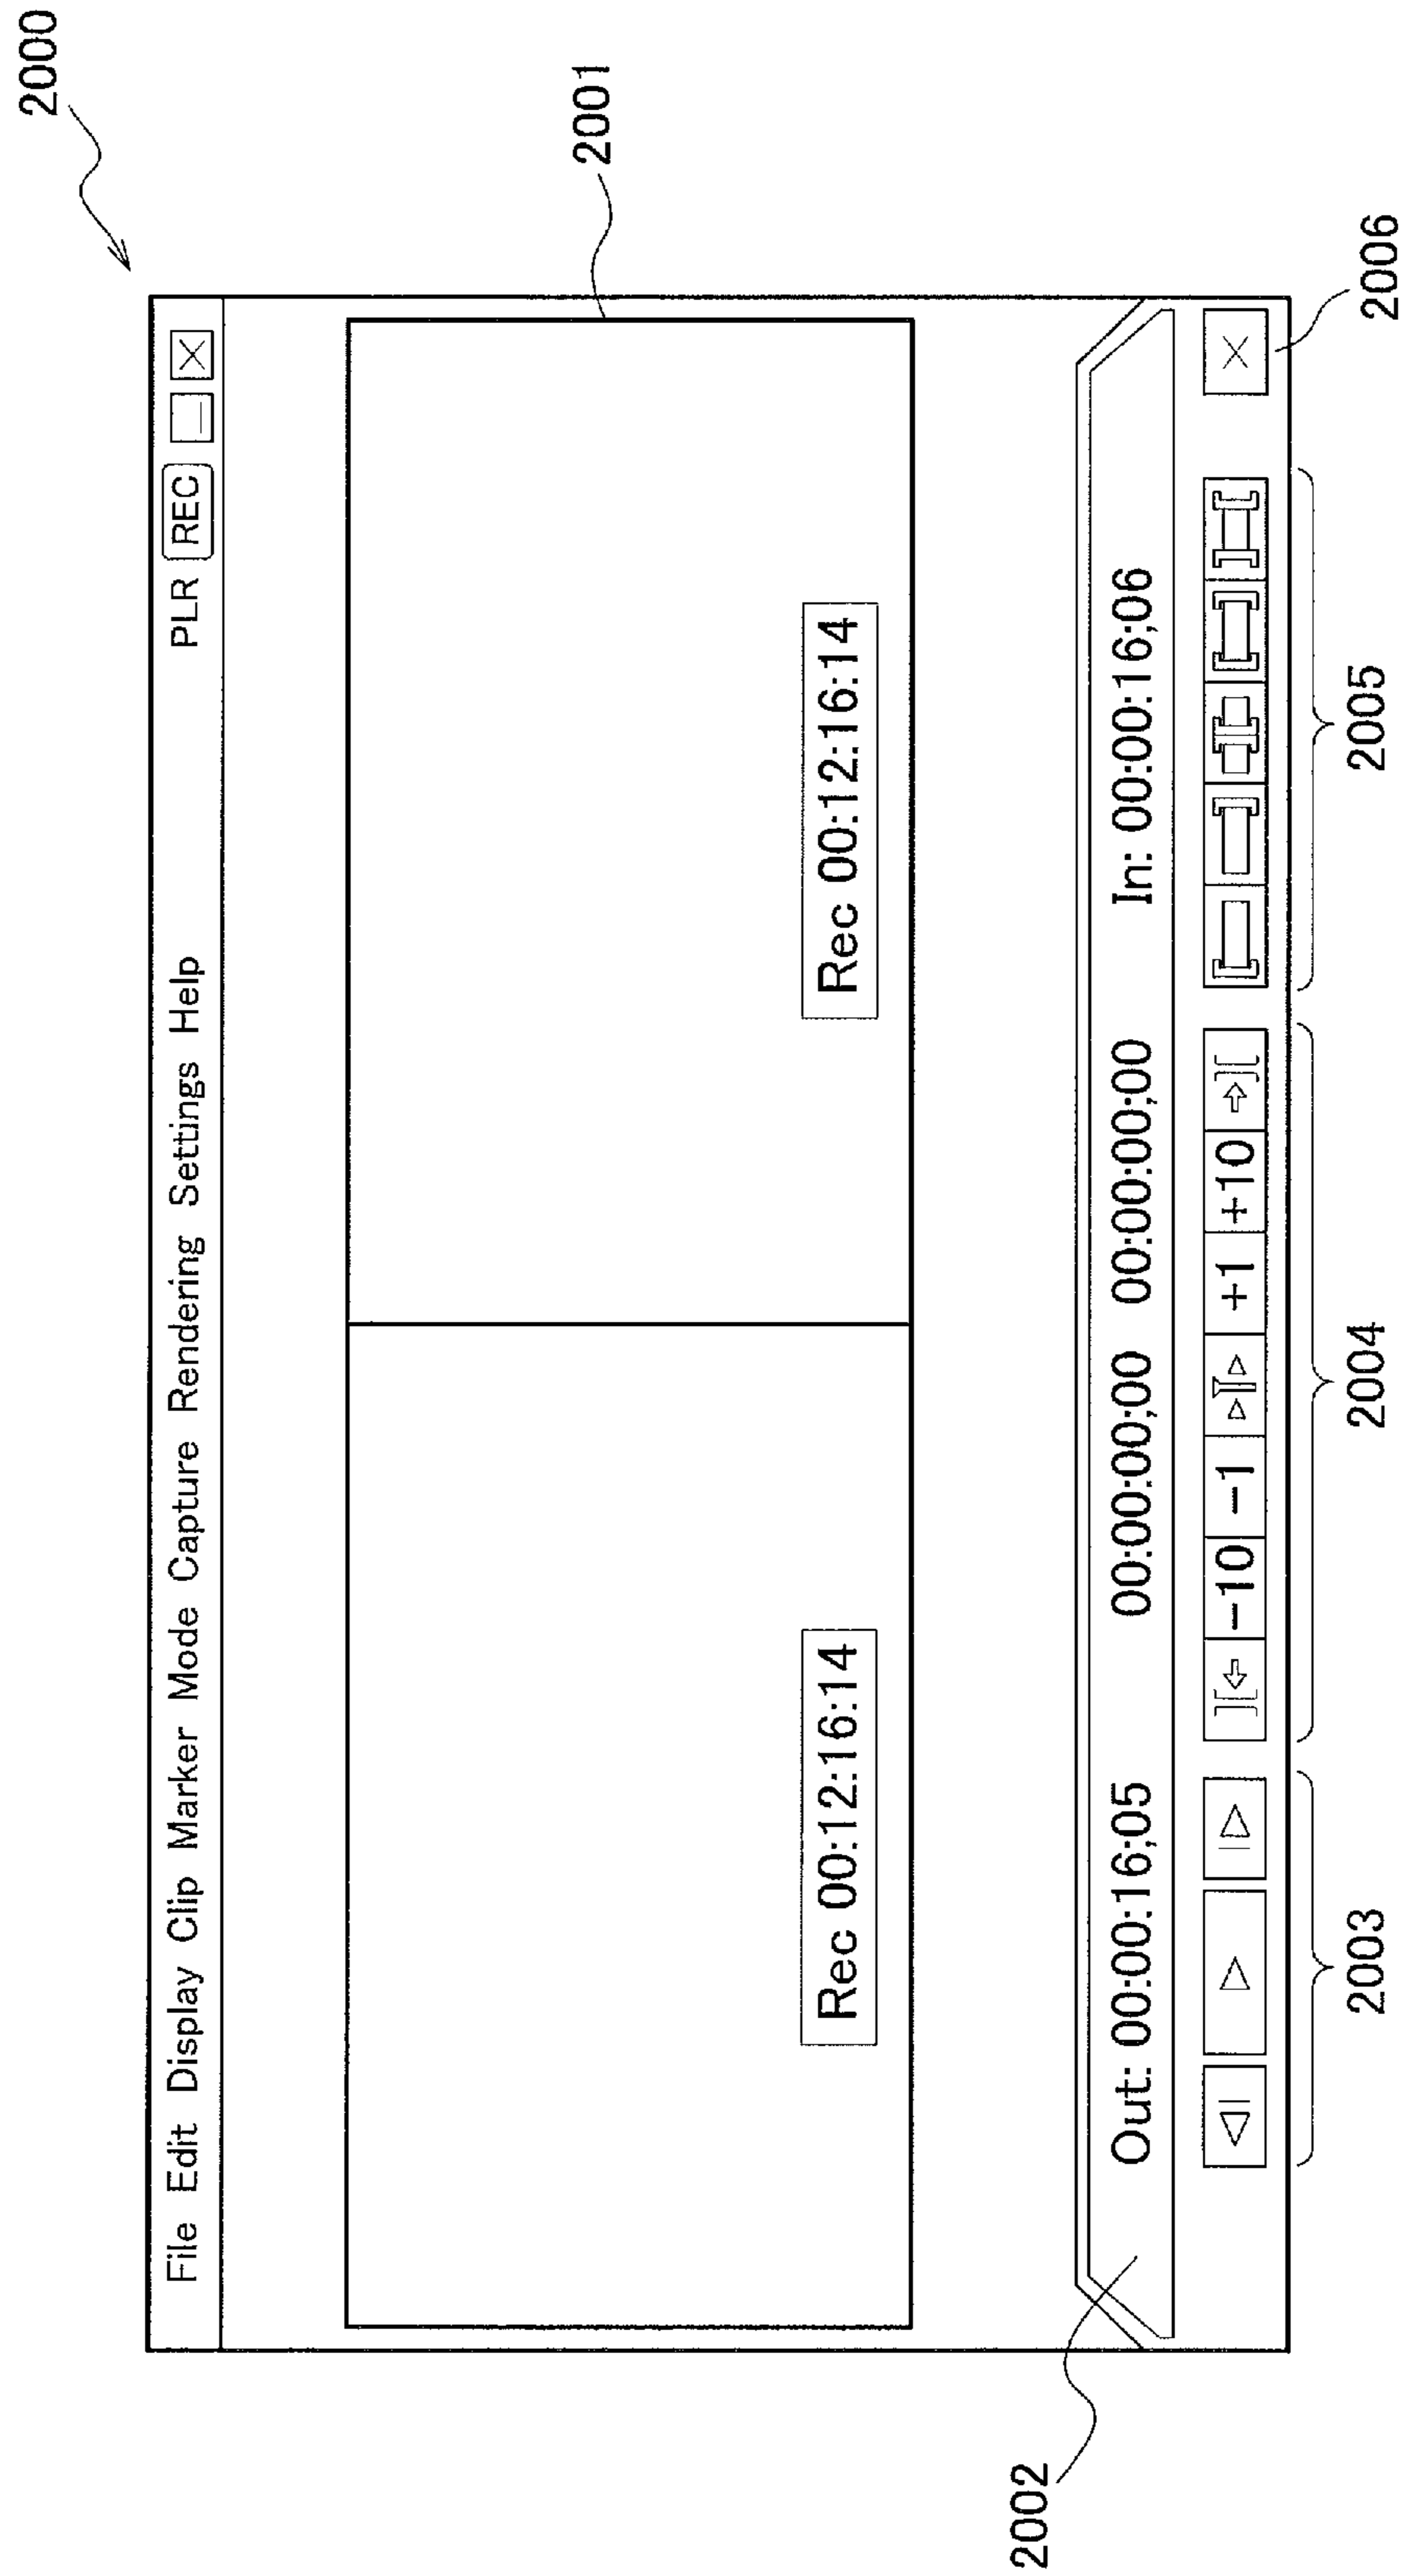 2000
File Edit Display Clip Marker Mode Capture Rendering Settings Help PLR REC
2001
Rec 00:12:16:14 Rec 00:12:16:14
2002
Out: 00:00:16;05 00:00:00;00 00:00:00;00 In: 00:00:16;06
−10 −1 +1 +10
2003 2004 2005 2006